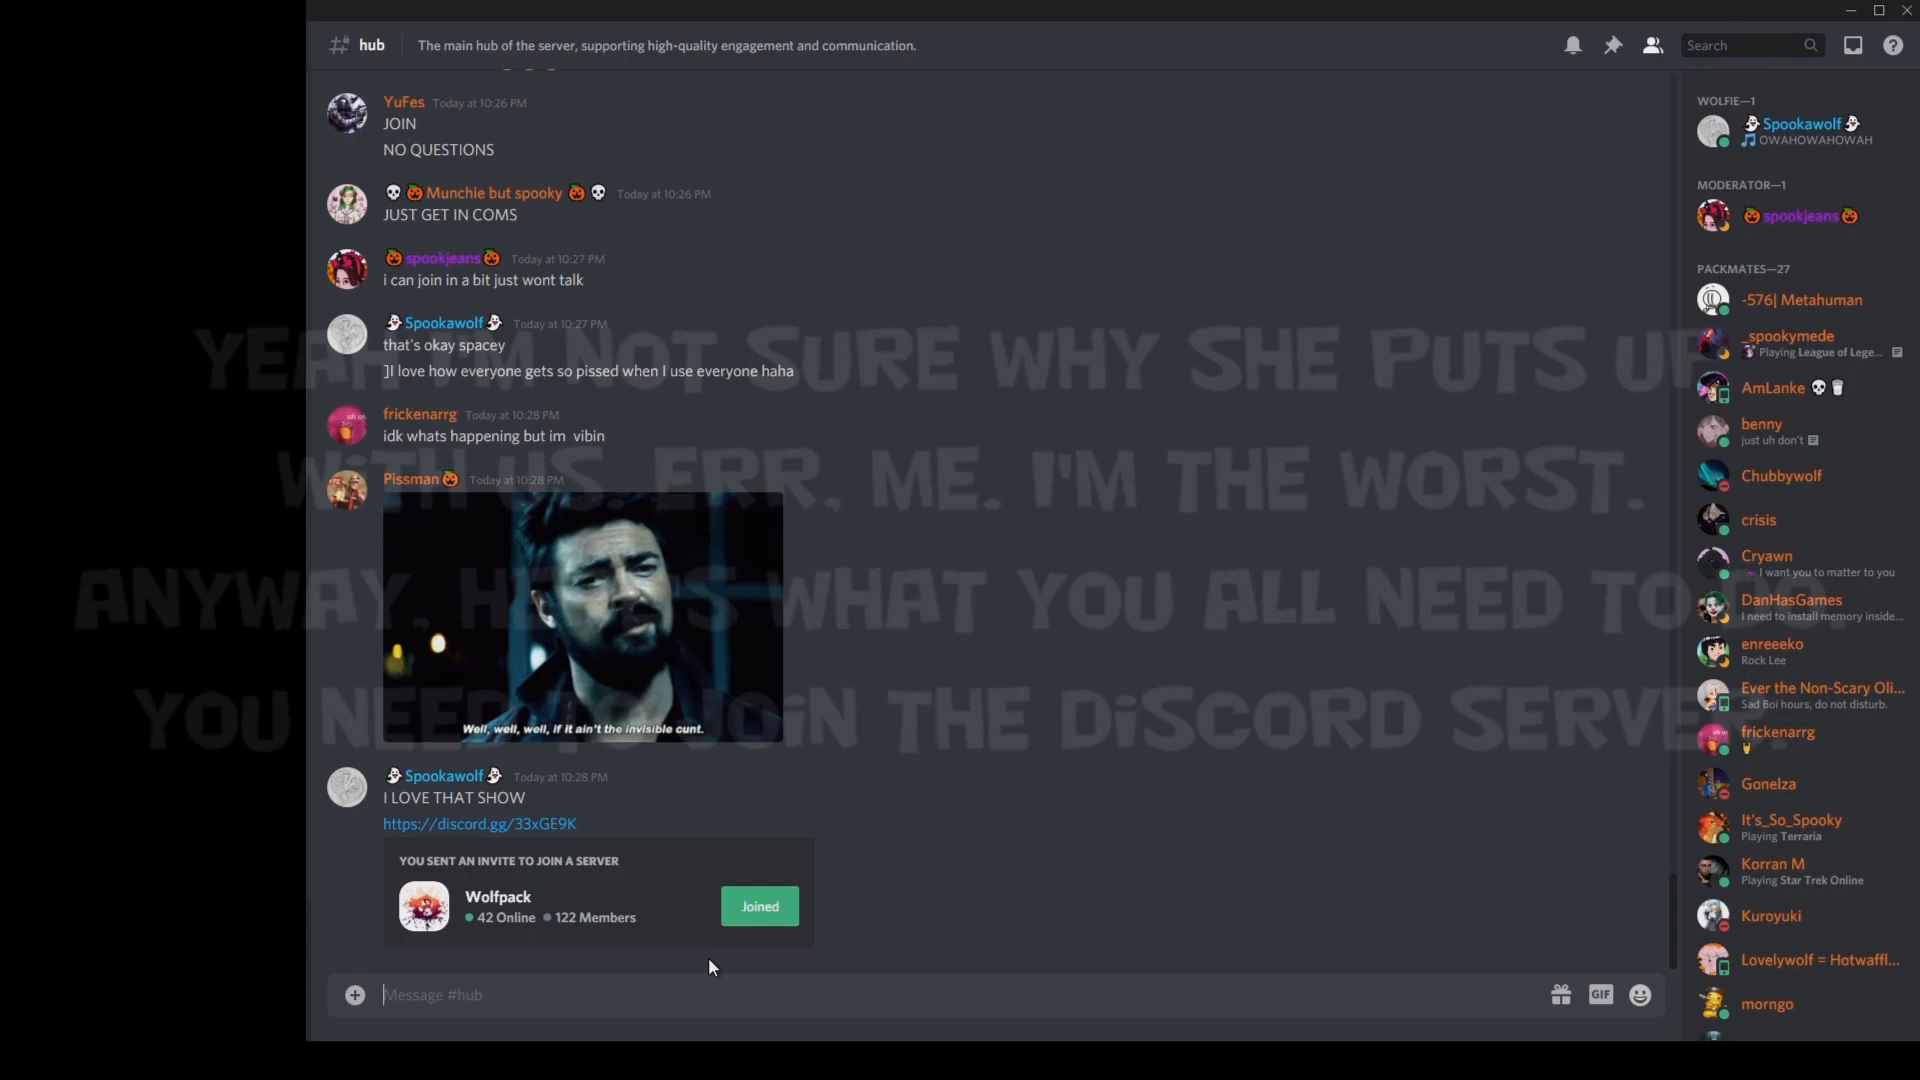 hub
The main hub of the server, supporting high-quality engagement and communication.
Search
YuFes Today at 10:26 PM
JOIN
NO QUESTIONS
Munchie but spooky Today at 10:26 PM
JUST GET IN COMS
spookjeans Today at 10:27 PM
i can join in a bit just wont talk
Spookawolf Today at 10:27 PM
that's okay spacey
]I love how everyone gets so pissed when I use everyone haha
frickenarrg Today at 10:28 PM
idk whats happening but im vibin
Pissman Today at 10:28 PM
Well, well, well, if it ain't the invisible cunt.
Spookawolf Today at 10:28 PM
I LOVE THAT SHOW
https://discord.gg/33xGE9K
YOU SENT AN INVITE TO JOIN A SERVER
Wolfpack
42 Online 122 Members
Joined
Message #hub
GIF
YEAH I'M NOT SURE WHY SHE PUTS UP
WITH US. ERR, ME. I'M THE WORST.
ANYWAY, HERE'S WHAT YOU ALL NEED TO DO.
YOU NEED TO JOIN THE DISCORD SERVER.
WOLFIE—1
Spookawolf
OWAHOWAHOWAH
MODERATOR—1
spookjeans
PACKMATES—27
-576| Metahuman
_spookymede
Playing League of Lege...
AmLanke
benny
just uh don't
Chubbywolf
crisis
Cryawn
I want you to matter to you
DanHasGames
I need to install memory inside...
enreeeko
Rock Lee
Ever the Non-Scary Oli...
Sad Boi hours, do not disturb.
frickenarrg
Gonelza
It's_So_Spooky
Playing Terraria
Korran M
Playing Star Trek Online
Kuroyuki
Lovelywolf = Hotwaffl...
morngo